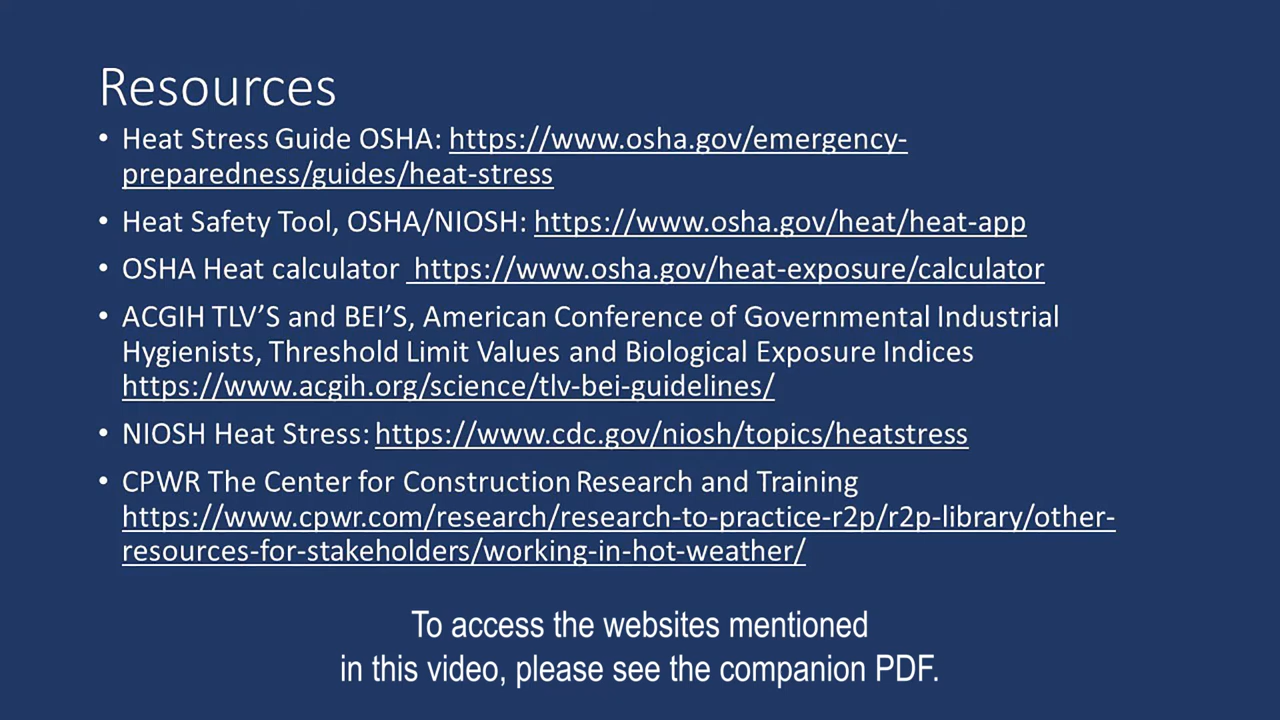 Resources
• Heat Stress Guide OSHA: https://www.osha.gov/emergency-
preparedness/guides/heat-stress
• Heat Safety Tool, OSHA/NIOSH: https://www.osha.gov/heat/heat-app
• OSHA Heat calculator https://www.osha.gov/heat-exposure/calculator
• ACGIH TLV’S and BEI’S, American Conference of Governmental Industrial
Hygienists, Threshold Limit Values and Biological Exposure Indices
https://www.acgih.org/science/tlv-bei-guidelines/
• NIOSH Heat Stress: https://www.cdc.gov/niosh/topics/heatstress
• CPWR The Center for Construction Research and Training
https://www.cpwr.com/research/research-to-practice-r2p/r2p-library/other-
resources-for-stakeholders/working-in-hot-weather/
To access the websites mentioned
in this video, please see the companion PDF.